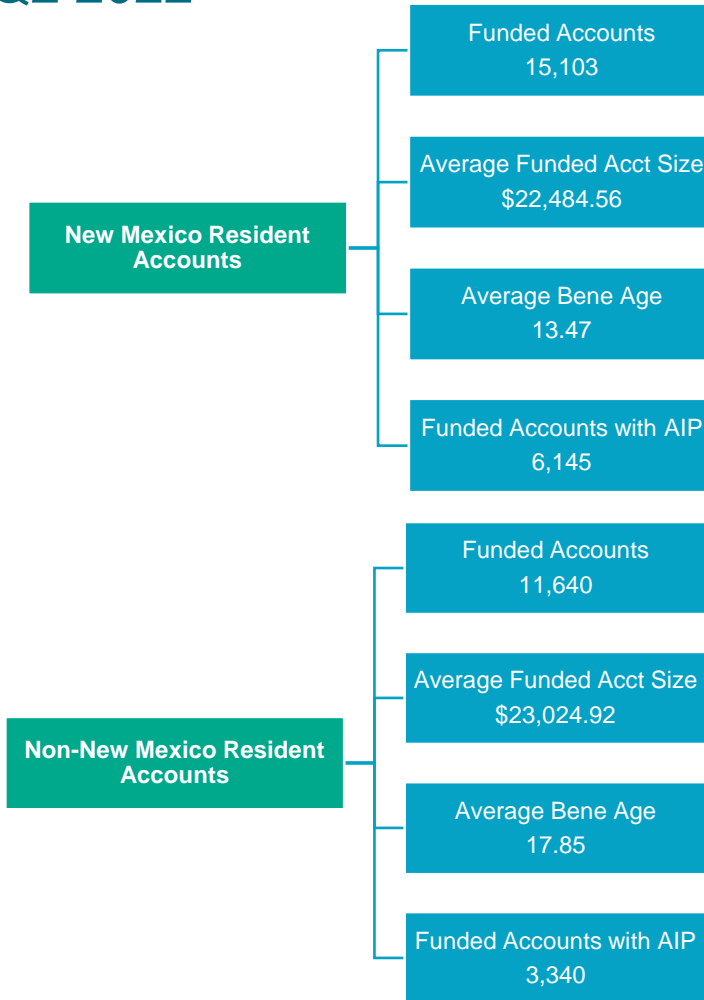 Funded Accounts
15,103
Average Funded Acct Size
$22,484.56
New Mexico Resident
Accounts
Average Bene Age
13.47
Funded Accounts with AIP
6,145
Funded Accounts
11,640
Average Funded Acct Size
$23,024.92
Non-New Mexico Resident
Accounts
Average Bene Age
17.85
Funded Accounts with AIP
3,340